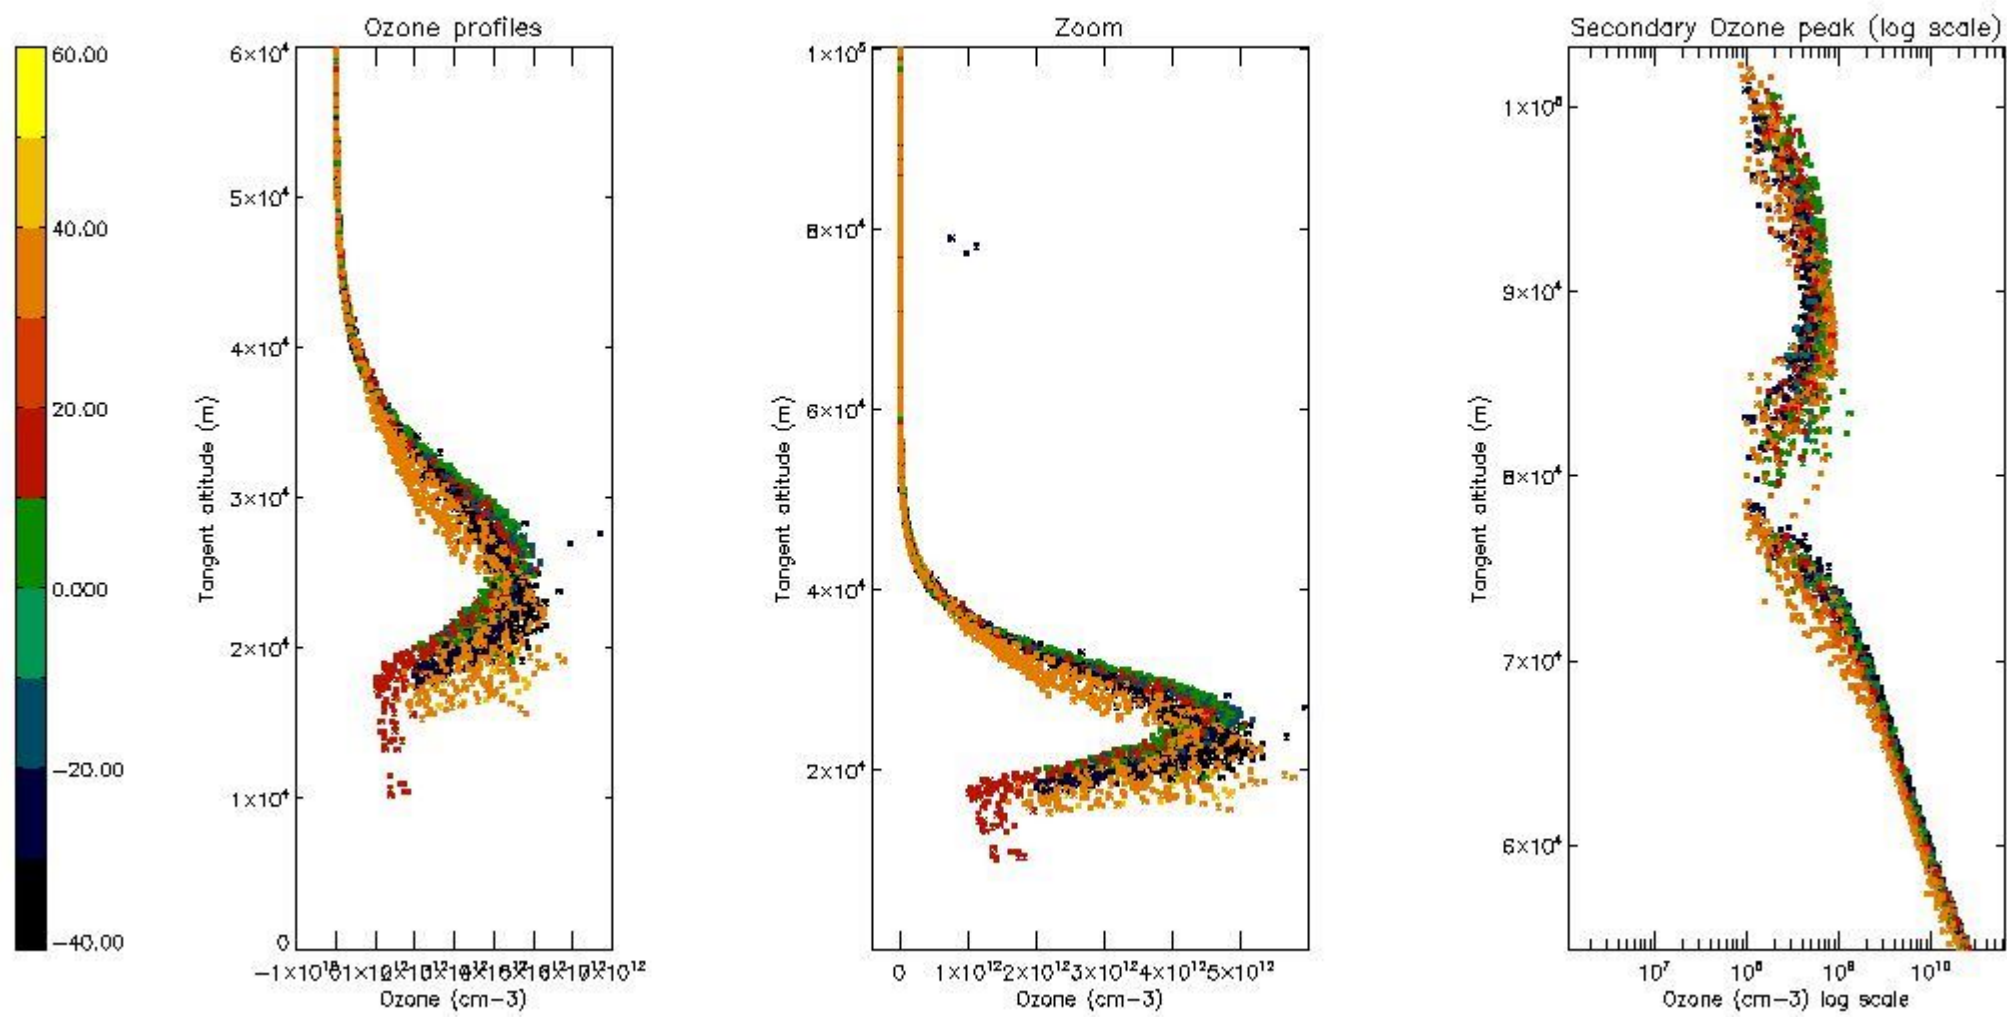 Ozone profiles
Zoom
Secondary Ozone peak (log scale)
60.00
40.00
20.00
0.000
−20.00
−40.00
6×10⁴
5×10⁴
4×10⁴
3×10⁴
2×10⁴
1×10⁴
0
Tangent altitude (m)
Ozone (cm−3)
1×10⁵
8×10⁴
6×10⁴
4×10⁴
2×10⁴
Tangent altitude (m)
0 1×10¹² 2×10¹² 3×10¹² 4×10¹² 5×10¹²
Ozone (cm−3)
9×10⁴
8×10⁴
7×10⁴
6×10⁴
Tangent altitude (m)
10⁷ 10⁸ 10⁹ 10¹⁰
Ozone (cm−3) log scale